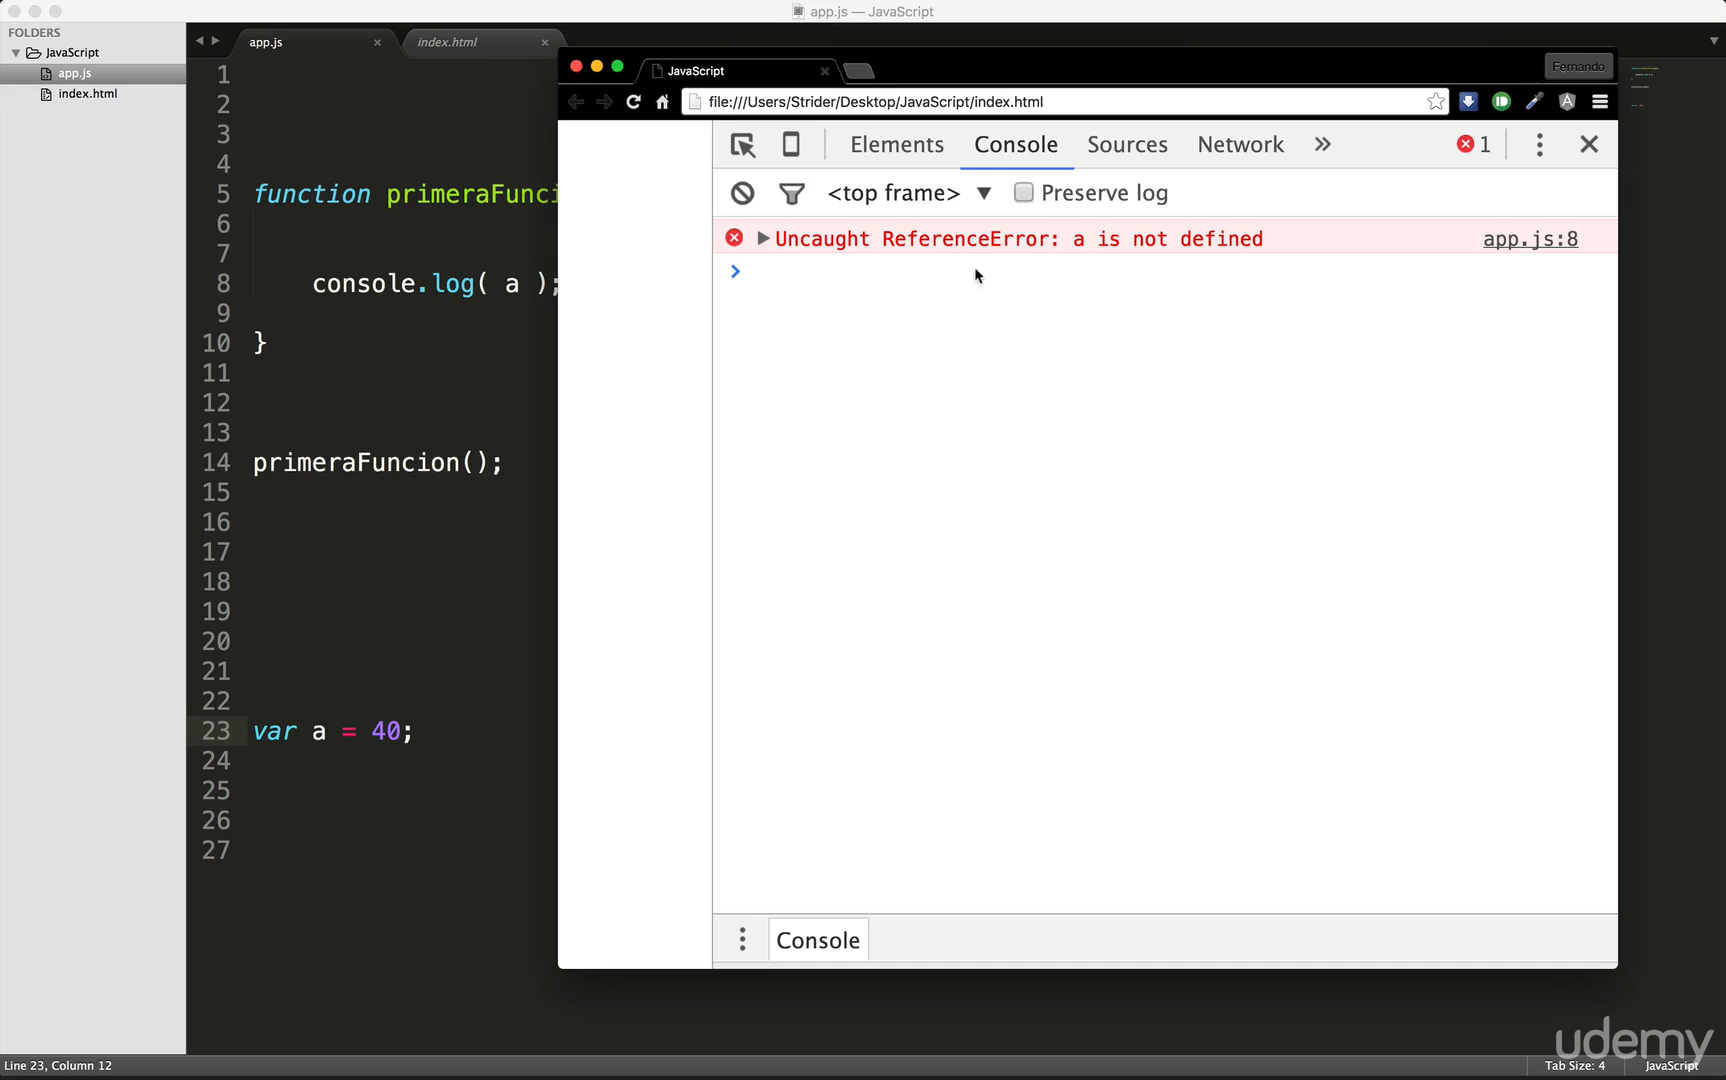 app.js — JavaScript
FOLDERS
JavaScript
app.js
index.html
app.js
index.html
1
2
3
4
5 function primeraFunci
6
7
8 console.log( a );
9
10 }
11
12
13
14 primeraFuncion();
15
16
17
18
19
20
21
22
23 var a = 40;
24
25
26
27
JavaScript
Fernando
file:///Users/Strider/Desktop/JavaScript/index.html
Elements Console Sources Network » 1
<top frame> ▼ Preserve log
Uncaught ReferenceError: a is not defined app.js:8
Console
udemy
Line 23, Column 12
Tab Size: 4
JavaScript